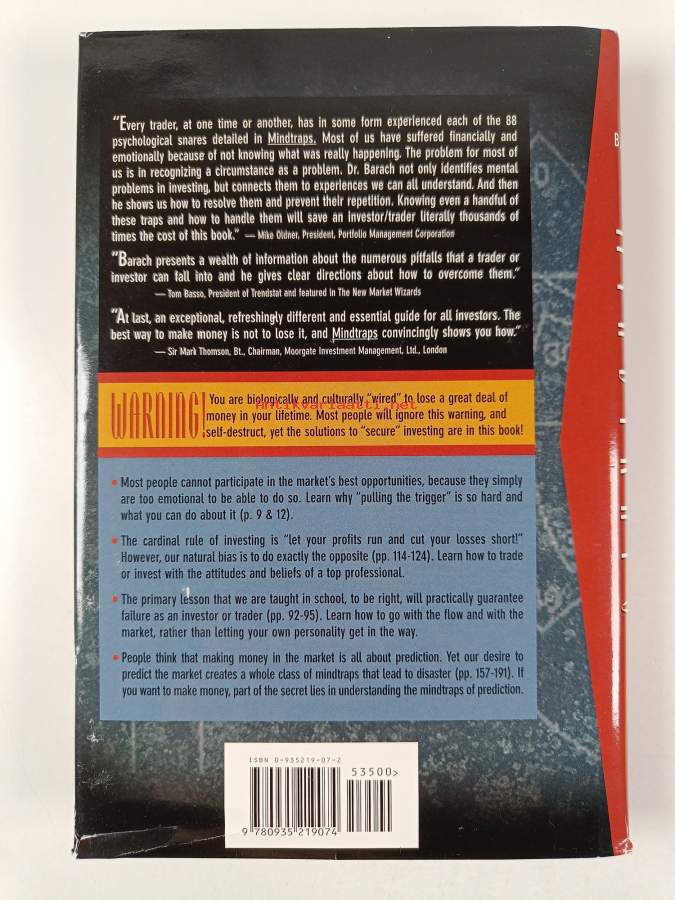 "Every trader, at one time or another, has in some form experienced each of the 88
psychological snares detailed in Mindtraps. Most of us have suffered financially and
emotionally because of not knowing what was really happening. The problem for most of
us is in recognizing a circumstance as a problem. Dr. Barach not only identifies mental
problems in investing, but connects them to experiences we can all understand. And then
he shows us how to resolve them and prevent their repetition. Knowing even a handful of
these traps and how to handle them will save an investor/trader literally thousands of
times the cost of this book." — Mike Oldner, President, Portfolio Management Corporation
"Barach presents a wealth of information about the numerous pitfalls that a trader or
investor can fall into and he gives clear directions about how to overcome them."
— Tom Basso, President of Trendstat and featured in The New Market Wizards
"At last, an exceptional, refreshingly different and essential guide for all investors. The
best way to make money is not to lose it, and Mindtraps convincingly shows you how."
— Sir Mark Thomson, Bt., Chairman, Moorgate Investment Management, Ltd., London
WARNING! You are biologically and culturally "wired" to lose a great deal of
money in your lifetime. Most people will ignore this warning, and
self-destruct, yet the solutions to "secure" investing are in this book!
Antikvariaatti.net
• Most people cannot participate in the market's best opportunities, because they simply
are too emotional to be able to do so. Learn why "pulling the trigger" is so hard and
what you can do about it (p. 9 & 12).
• The cardinal rule of investing is "let your profits run and cut your losses short!"
However, our natural bias is to do exactly the opposite (pp. 114-124). Learn how to trade
or invest with the attitudes and beliefs of a top professional.
• The primary lesson that we are taught in school, to be right, will practically guarantee
failure as an investor or trader (pp. 92-95). Learn how to go with the flow and with the
market, rather than letting your own personality get in the way.
• People think that making money in the market is all about prediction. Yet our desire to
predict the market creates a whole class of mindtraps that lead to disaster (pp. 157-191). If
you want to make money, part of the secret lies in understanding the mindtraps of prediction.
ISBN 0-935219-07-2
53500>
9 780935 219074